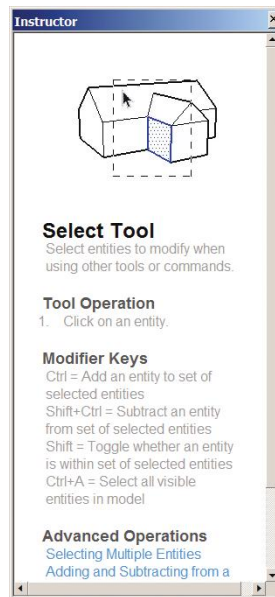 Instructor
Select Tool
Select entities to modify when
using other tools or commands.
Tool Operation
1. Click on an entity.
Modifier Keys
Ctrl = Add an entity to set of
selected entities
Shift+Ctrl = Subtract an entity
from set of selected entities
Shift = Toggle whether an entity
is within set of selected entities
Ctrl+A = Select all visible
entities in model
Advanced Operations
Selecting Multiple Entities
Adding and Subtracting from a